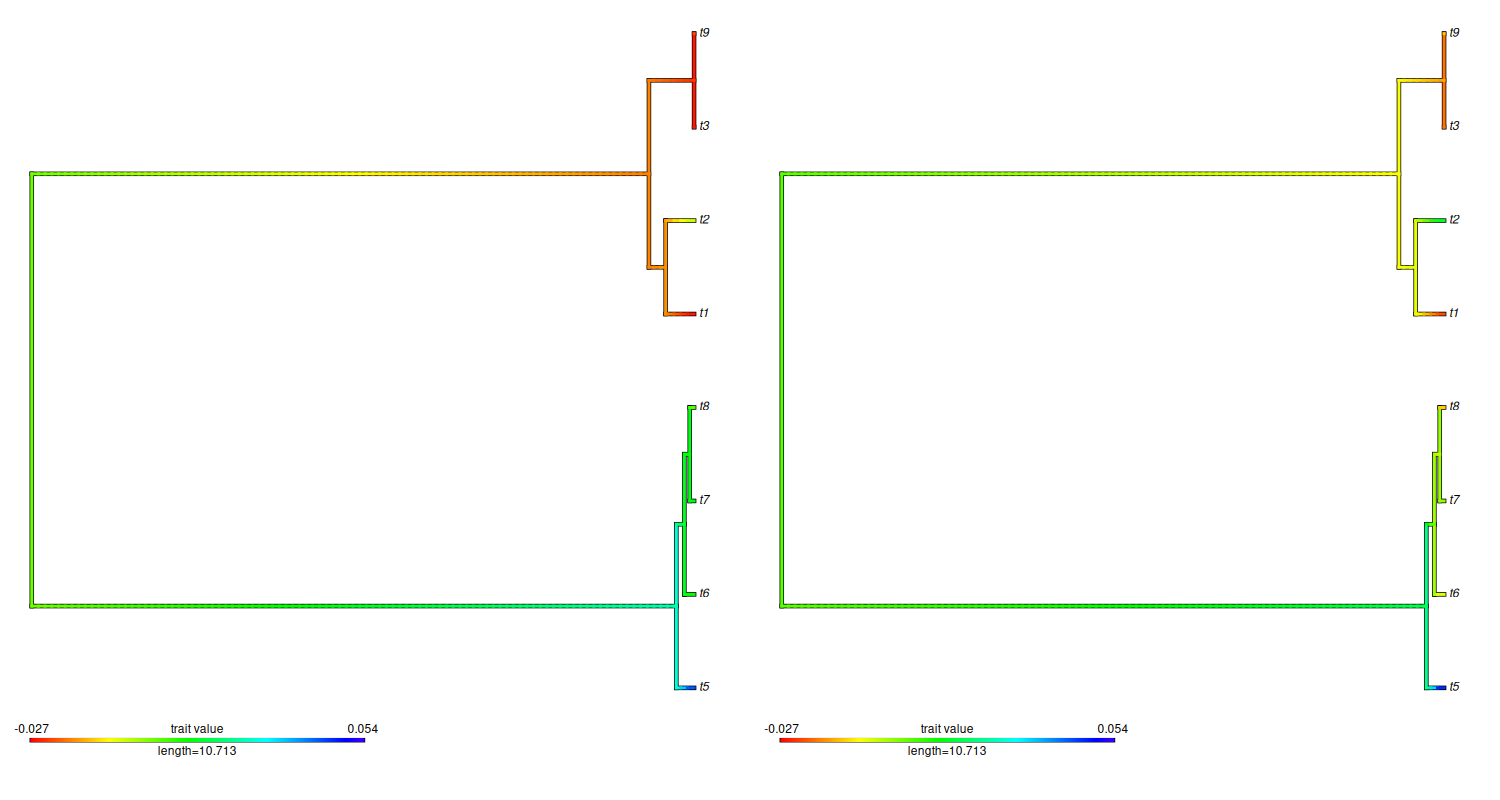 t9
t3
t2
t1
t8
t7
t6
t5
-0.027 trait value 0.054
length=10.713
t9
t3
t2
t1
t8
t7
t6
t5
-0.027 trait value 0.054
length=10.713